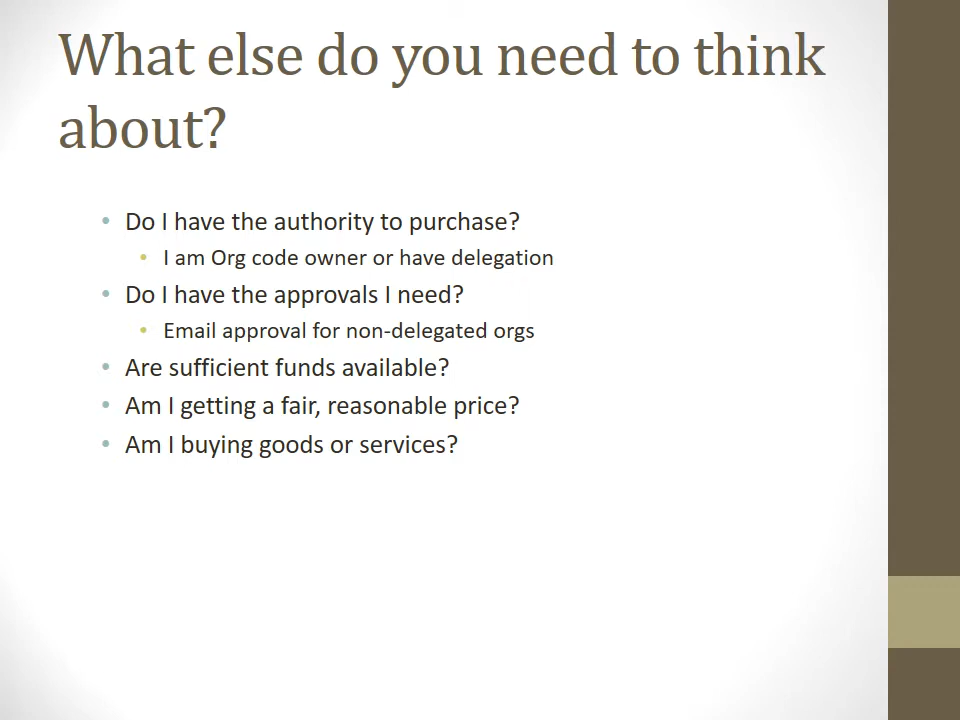 What else do you need to think
about?
• Do I have the authority to purchase?
• I am Org code owner or have delegation
• Do I have the approvals I need?
• Email approval for non-delegated orgs
• Are sufficient funds available?
• Am I getting a fair, reasonable price?
• Am I buying goods or services?